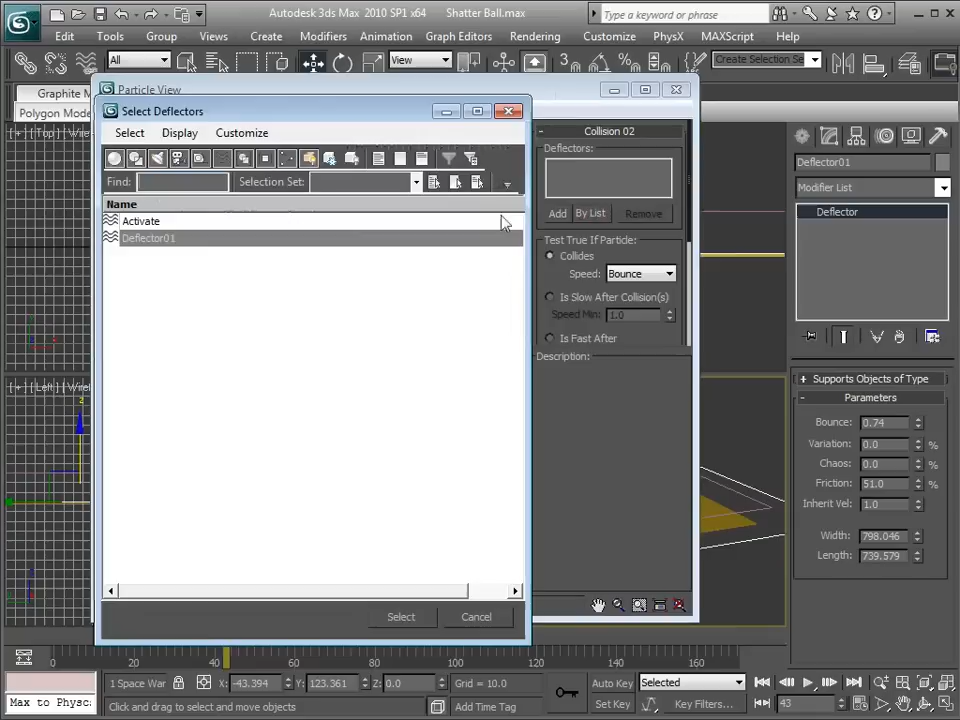 Autodesk 3ds Max 2010 SP1 x64 Shatter Ball.max
Type a keyword or phrase
Edit Tools Group Views Create Modifiers Animation Graph Editors Rendering Customize PhysX MAXScript Help
All View Create Selection Se
Graphite M
Polygon Mode
Particle View
Select Deflectors
Select Display Customize
Find: Selection Set:
Name
Activate
Deflector01
Select Cancel
Collision 02
Deflectors:
Add By List Remove
Test True If Particle:
Collides
Speed: Bounce
Is Slow After Collision(s)
Speed Min: 1.0
Is Fast After
Description:
[+] [Top] [Wire
[+] [Left] [Wire
z
Deflector01
Modifier List
Deflector
+ Supports Objects of Type
- Parameters
Bounce: 0.74
Variation: 0.0 %
Chaos: 0.0 %
Friction: 51.0 %
Inherit Vel: 1.0
Width: 798.046
Length: 739.579
0 20 40 60 80 100 120 140 160
1 Space War X: -43.394 Y: 123.361 Z: 0.0 Grid = 10.0 Auto Key Selected
Max to Physc: Click and drag to select and move objects Add Time Tag Set Key Key Filters... 43